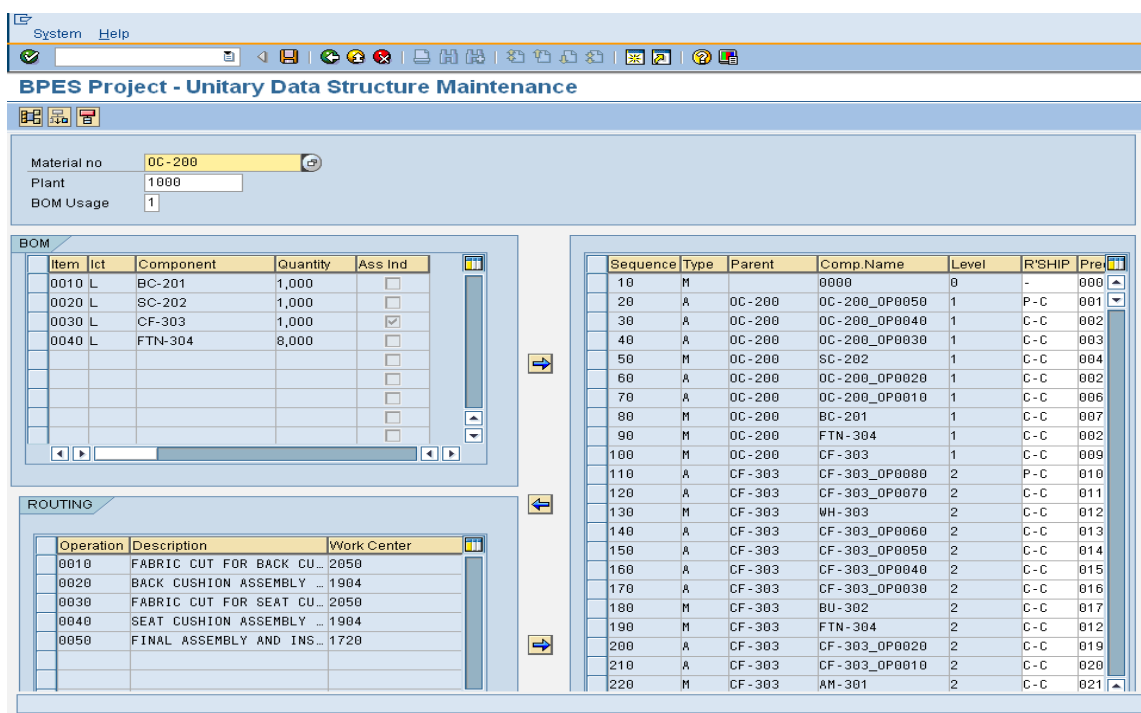 System Help
BPES Project - Unitary Data Structure Maintenance
Material no OC-200
Plant 1000
BOM Usage 1
BOM
Item Ict Component Quantity Ass Ind
0010 L BC-201 1,000
0020 L SC-202 1,000
0030 L CF-303 1,000
0040 L FTN-304 8,000
ROUTING
Operation Description Work Center
0010 FABRIC CUT FOR BACK CU… 2050
0020 BACK CUSHION ASSEMBLY … 1904
0030 FABRIC CUT FOR SEAT CU… 2050
0040 SEAT CUSHION ASSEMBLY … 1904
0050 FINAL ASSEMBLY AND INS… 1720
Sequence Type Parent Comp.Name Level R'SHIP Pre
10 M 0000 0 - 000
20 A OC-200 OC-200_OP0050 1 P-C 001
30 A OC-200 OC-200_OP0040 1 C-C 002
40 A OC-200 OC-200_OP0030 1 C-C 003
50 M OC-200 SC-202 1 C-C 004
60 A OC-200 OC-200_OP0020 1 C-C 002
70 A OC-200 OC-200_OP0010 1 C-C 006
80 M OC-200 BC-201 1 C-C 007
90 M OC-200 FTN-304 1 C-C 002
100 M OC-200 CF-303 1 C-C 009
110 A CF-303 CF-303_OP0080 2 P-C 010
120 A CF-303 CF-303_OP0070 2 C-C 011
130 M CF-303 WH-303 2 C-C 012
140 A CF-303 CF-303_OP0060 2 C-C 013
150 A CF-303 CF-303_OP0050 2 C-C 014
160 A CF-303 CF-303_OP0040 2 C-C 015
170 A CF-303 CF-303_OP0030 2 C-C 016
180 M CF-303 BU-302 2 C-C 017
190 M CF-303 FTN-304 2 C-C 012
200 A CF-303 CF-303_OP0020 2 C-C 019
210 A CF-303 CF-303_OP0010 2 C-C 020
220 M CF-303 AM-301 2 C-C 021